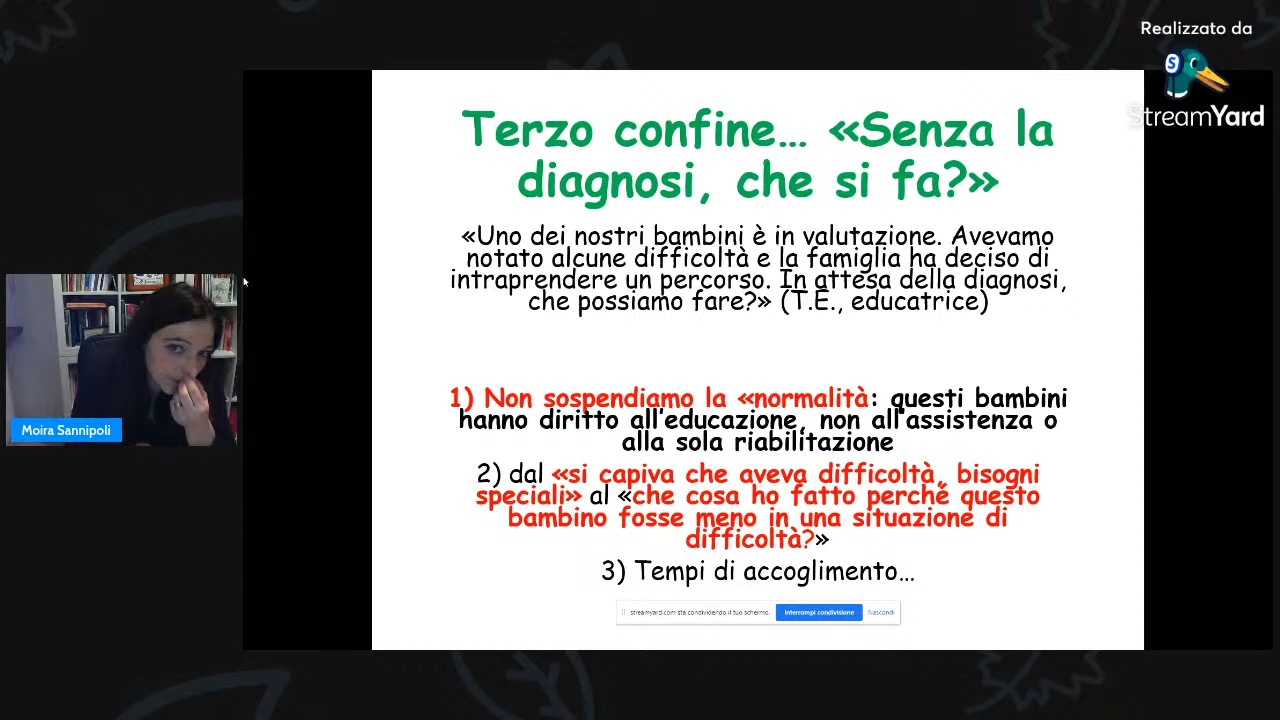 Realizzato da
StreamYard
Terzo confine... «Senza la
diagnosi, che si fa?»
«Uno dei nostri bambini è in valutazione. Avevamo
notato alcune difficoltà e la famiglia ha deciso di
intraprendere un percorso. In attesa della diagnosi,
che possiamo fare?» (T.E., educatrice)
1) Non sospendiamo la «normalità: questi bambini
hanno diritto all'educazione, non all'assistenza o
alla sola riabilitazione
2) dal «si capiva che aveva difficoltà, bisogni
speciali» al «che cosa ho fatto perché questo
bambino fosse meno in una situazione di
difficoltà?»
3) Tempi di accoglimento...
streamyard.com sta condividendo il tuo schermo. Interrompi condivisione Nascondi
Moira Sannipoli